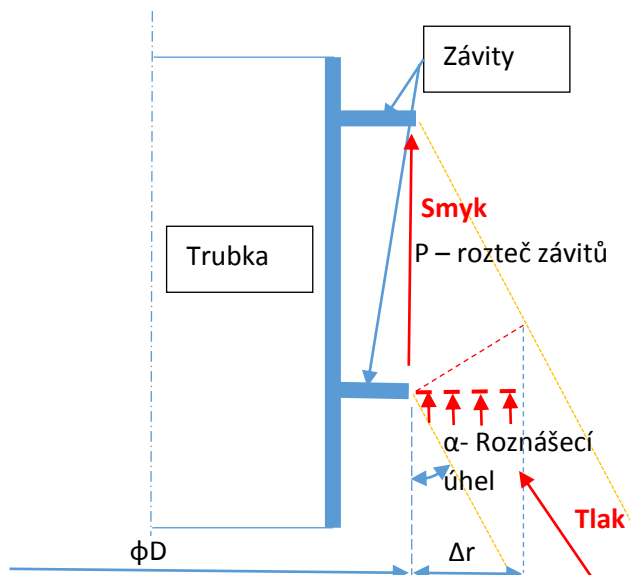 Závity
Smyk
P – rozteč závitů
Trubka
α- Roznášecí
úhel
Tlak
ϕD
Δr